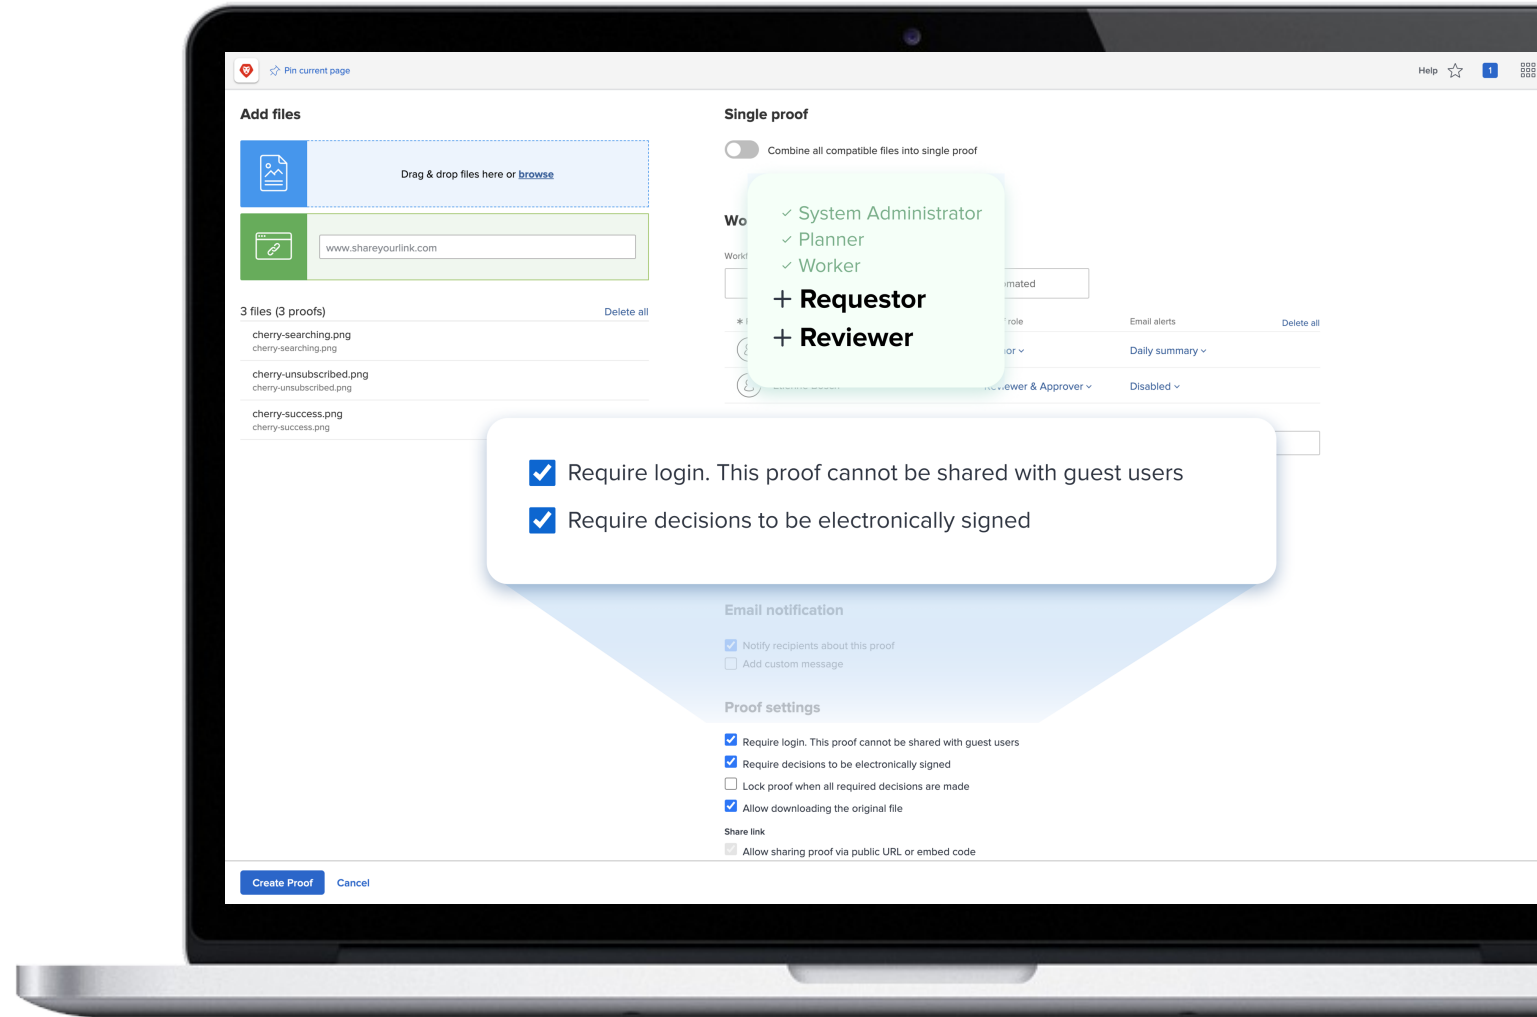 Pin current page
Help
1
Add files
Drag & drop files here or browse
www.shareyourlink.com
3 files (3 proofs)
Delete all
cherry-searching.png
cherry-searching.png
cherry-unsubscribed.png
cherry-unsubscribed.png
cherry-success.png
cherry-success.png
Single proof
Combine all compatible files into single proof
System Administrator
Planner
Worker
+ Requestor
+ Reviewer
role
Email alerts
Delete all
Daily summary
& Approver
Disabled
Require login. This proof cannot be shared with guest users
Require decisions to be electronically signed
Email notification
Notify recipients about this proof
Add custom message
Proof settings
Require login. This proof cannot be shared with guest users
Require decisions to be electronically signed
Lock proof when all required decisions are made
Allow downloading the original file
Share link
Allow sharing proof via public URL or embed code
Create Proof
Cancel